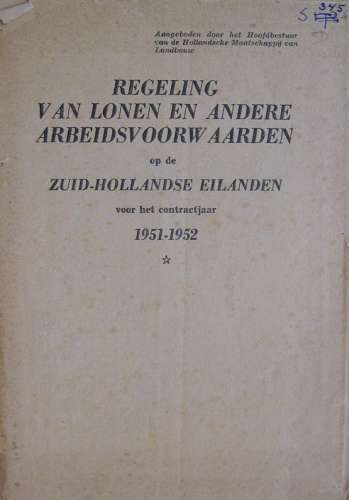 S 345
Aangeboden door het Hoofdbestuur
van de Hollandsche Maatschappij van
Landbouw
REGELING
VAN LONEN EN ANDERE
ARBEIDSVOORWAARDEN
op de
ZUID-HOLLANDSE EILANDEN
voor het contractjaar
1951-1952